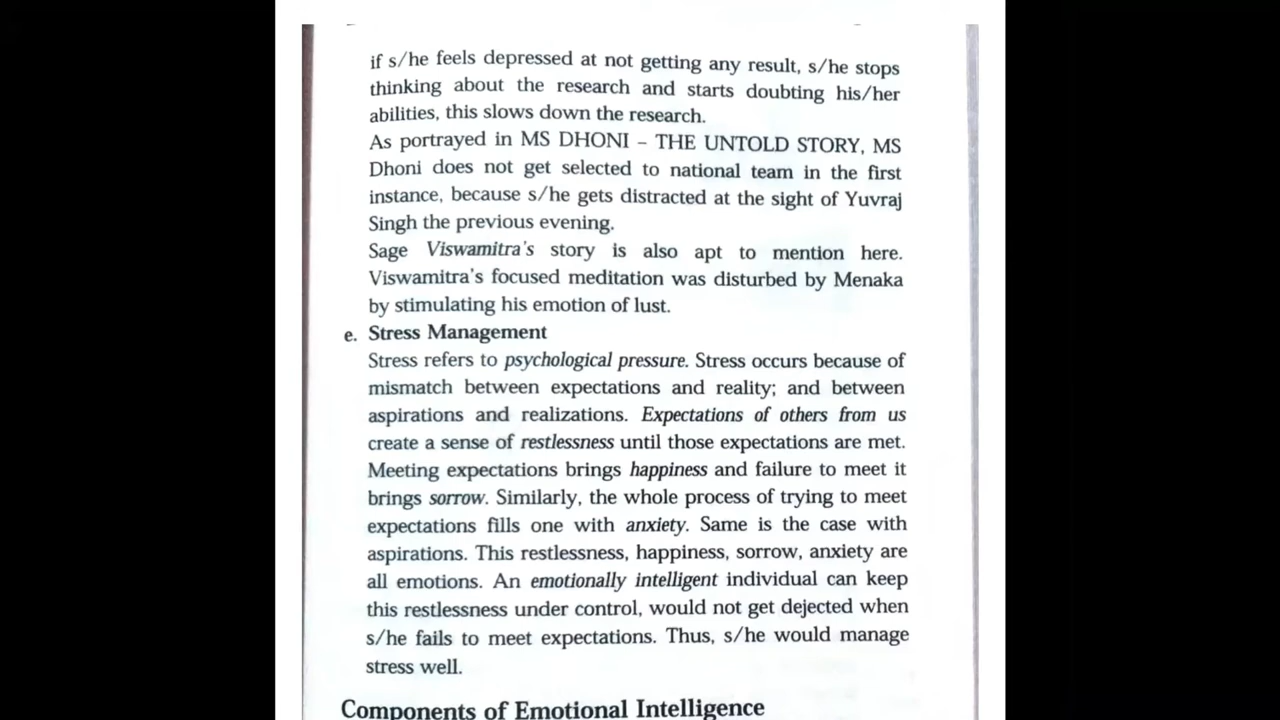 if s/he feels depressed at not getting any result, s/he stops
thinking about the research and starts doubting his/her
abilities, this slows down the research.
As portrayed in MS DHONI – THE UNTOLD STORY, MS
Dhoni does not get selected to national team in the first
instance, because s/he gets distracted at the sight of Yuvraj
Singh the previous evening.
Sage Viswamitra's story is also apt to mention here.
Viswamitra's focused meditation was disturbed by Menaka
by stimulating his emotion of lust.
e. Stress Management
Stress refers to psychological pressure. Stress occurs because of
mismatch between expectations and reality; and between
aspirations and realizations. Expectations of others from us
create a sense of restlessness until those expectations are met.
Meeting expectations brings happiness and failure to meet it
brings sorrow. Similarly, the whole process of trying to meet
expectations fills one with anxiety. Same is the case with
aspirations. This restlessness, happiness, sorrow, anxiety are
all emotions. An emotionally intelligent individual can keep
this restlessness under control, would not get dejected when
s/he fails to meet expectations. Thus, s/he would manage
stress well.
Components of Emotional Intelligence